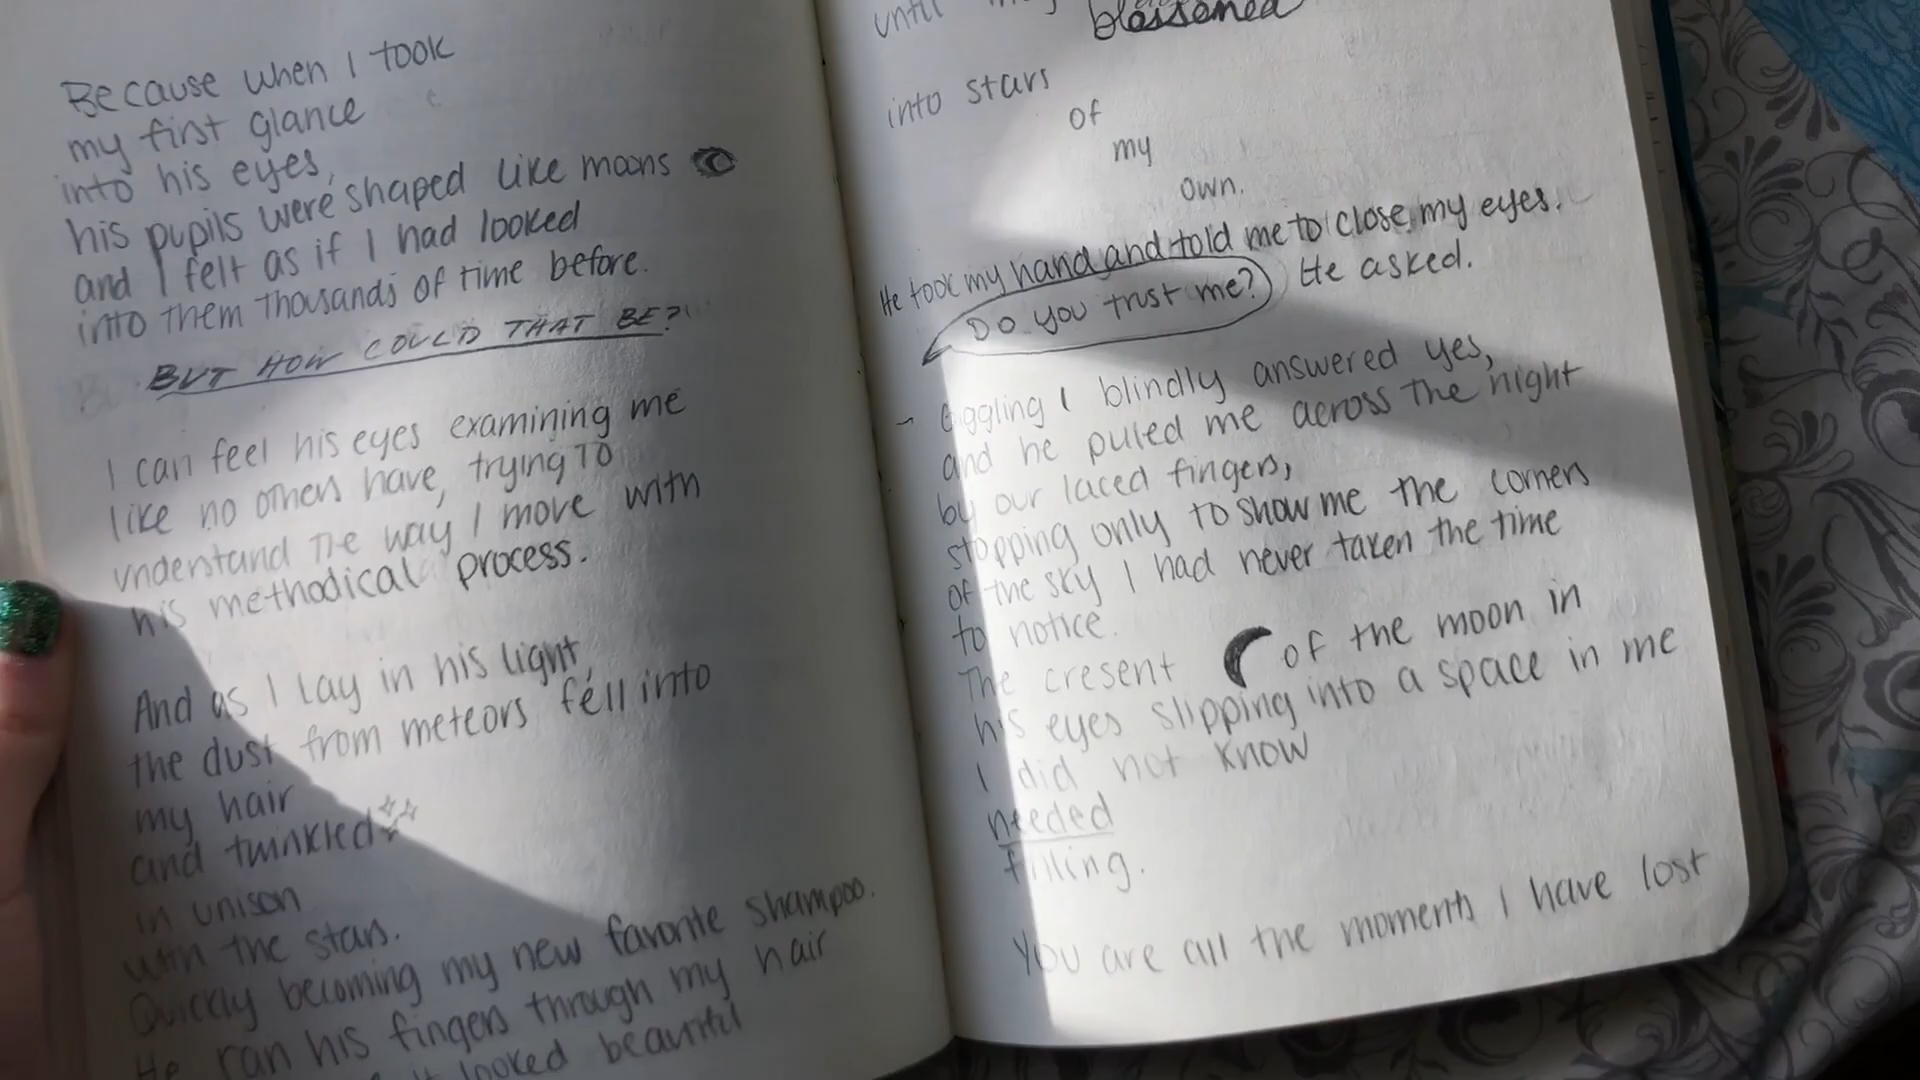 Because when I took
my first glance
into his eyes,
his pupils were shaped like moons
and I felt as if I had looked
into them thousands of time before.
BUT HOW COULD THAT BE?
I can feel his eyes examining me
like no others have, trying to
understand the way I move with
his methodical process.
And as I lay in his light,
the dust from meteors fell into
my hair
and twinkled
in unison
with the stars.
Quickly becoming my new favorite shampoo.
He ran his fingers through my hair
looked beautiful
until
blossomed
into stars
of
my
own.
He took my hand and told me to close my eyes.
Do you trust me? He asked.
Giggling I blindly answered yes,
and he puled me across the night
by our laced fingers,
stopping only to show me the corners
of the sky I had never taken the time
to notice.
The cresent of the moon in
his eyes slipping into a space in me
I did not know
needed
filling.
You are all the moments I have lost